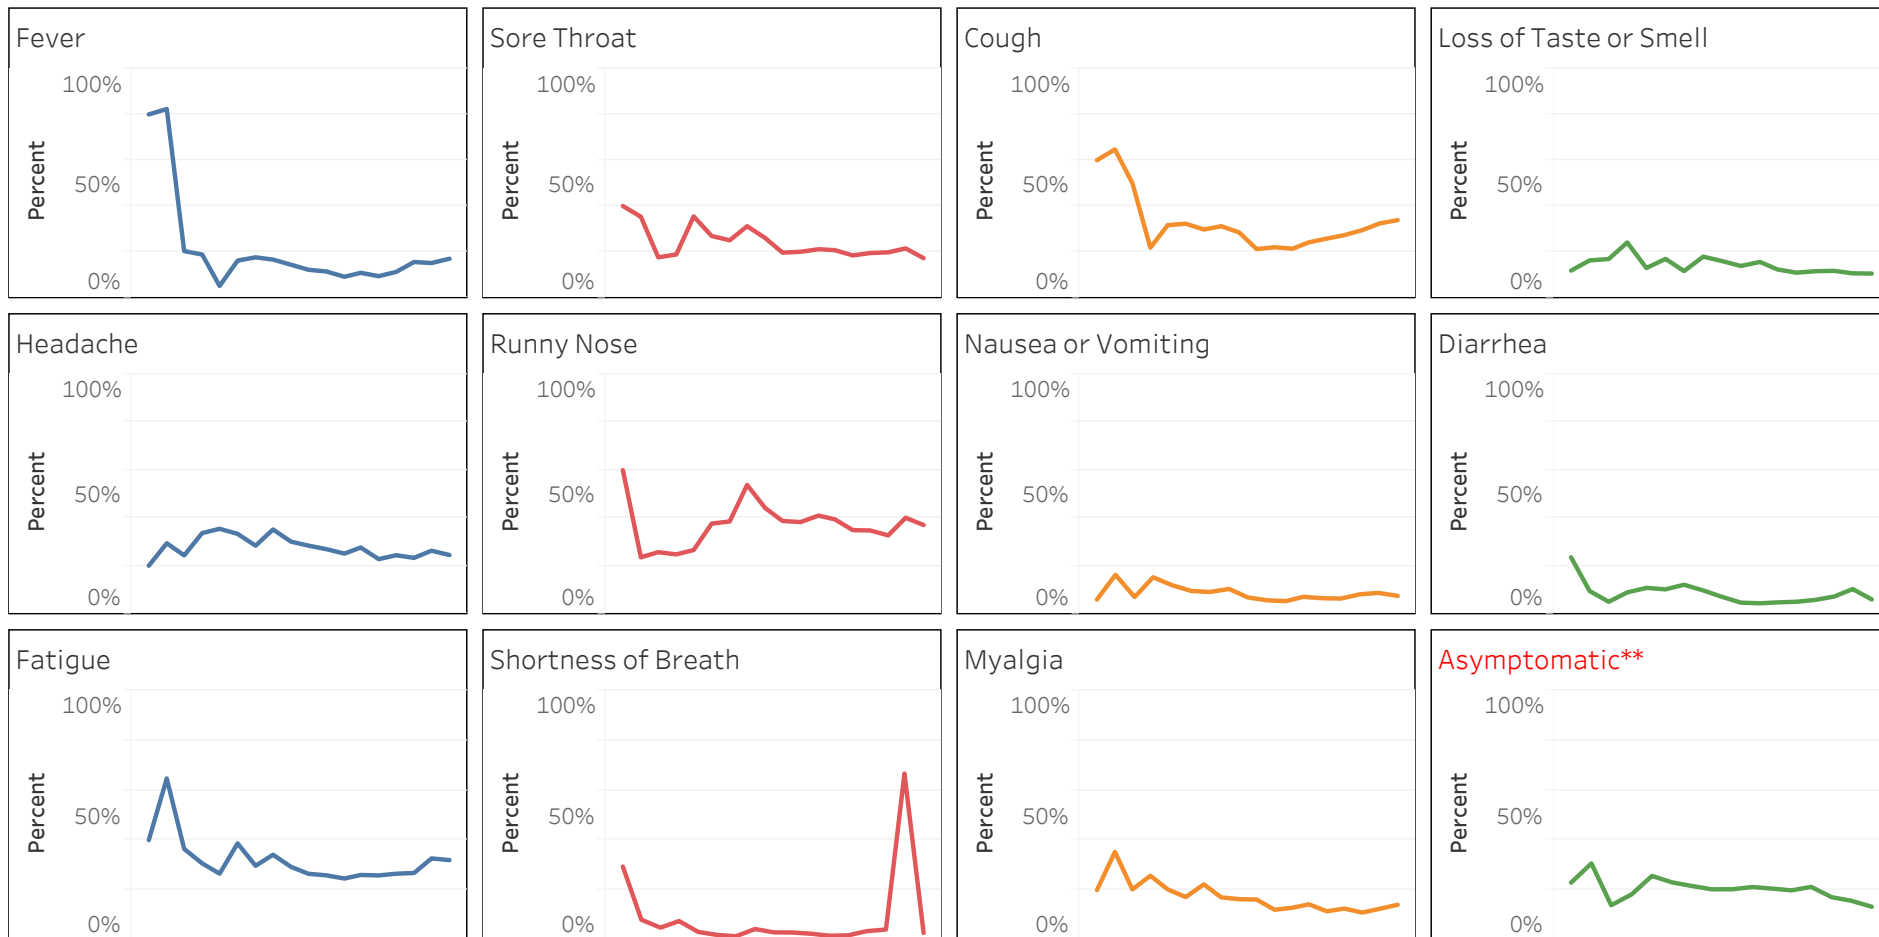 Fever
100%
Percent
50%
0%
Sore Throat
100%
Percent
50%
0%
Cough
100%
Percent
50%
0%
Loss of Taste or Smell
100%
Percent
50%
0%
Headache
100%
Percent
50%
0%
Runny Nose
100%
Percent
50%
0%
Nausea or Vomiting
100%
Percent
50%
0%
Diarrhea
100%
Percent
50%
0%
Fatigue
100%
Percent
50%
0%
Shortness of Breath
100%
Percent
50%
0%
Myalgia
100%
Percent
50%
0%
Asymptomatic**
100%
Percent
50%
0%